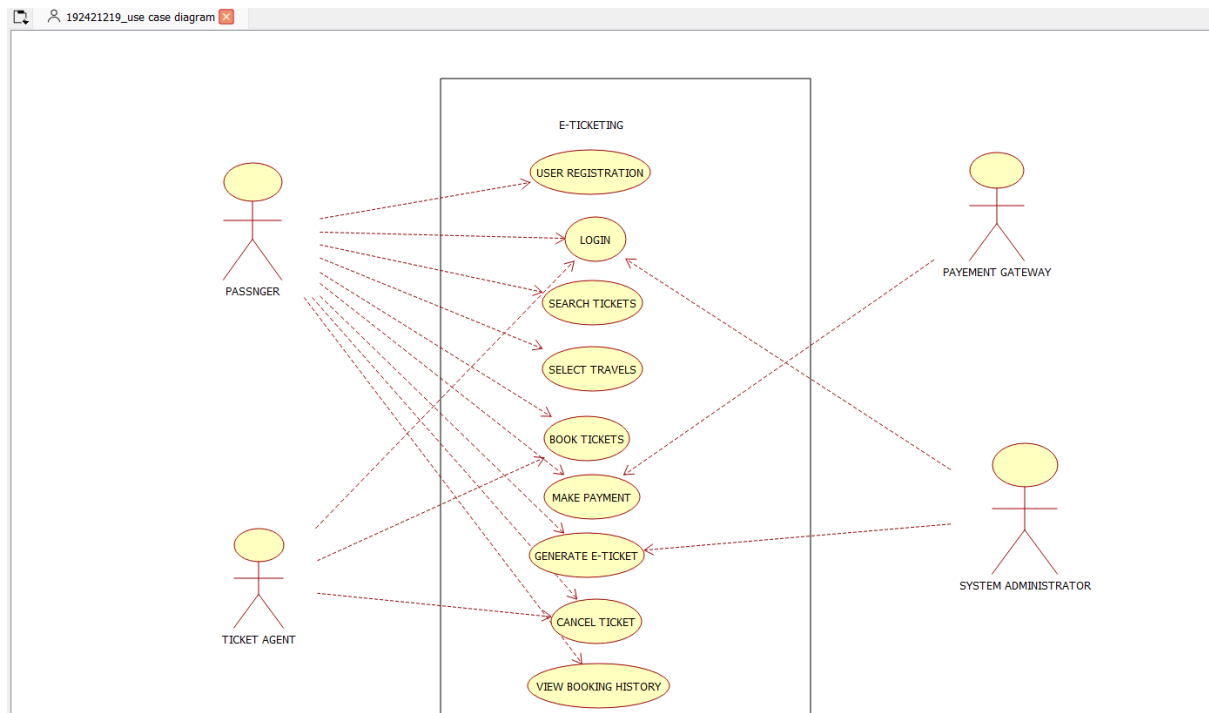 192421219_use case diagram
E-TICKETING
USER REGISTRATION
LOGIN
PASSNGER
PAYEMENT GATEWAY
SEARCH TICKETS
SELECT TRAVELS
BOOK TICKETS
MAKE PAYMENT
GENERATE E-TICKET
SYSTEM ADMINISTRATOR
CANCEL TICKET
TICKET AGENT
VIEW BOOKING HISTORY